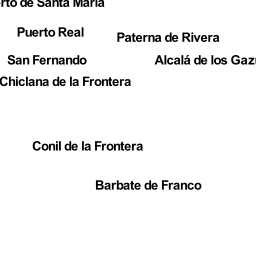 rto de Santa María
Puerto Real
Paterna de Rivera
San Fernando
Alcalá de los Gazu
Chiclana de la Frontera
Conil de la Frontera
Barbate de Franco